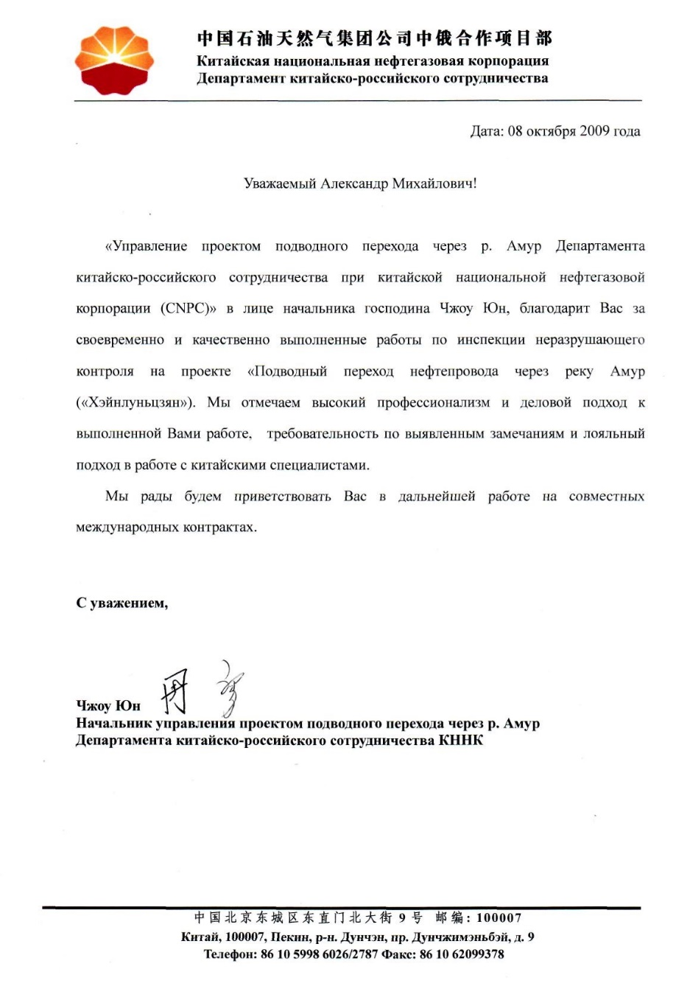 中国石油天然气集团公司中俄合作项目部
Китайская национальная нефтегазовая корпорация
Департамент китайско-российского сотрудничества
Дата: 08 октября 2009 года
Уважаемый Александр Михайлович!
«Управление проектом подводного перехода через р. Амур Департамента
китайско-российского сотрудничества при китайской национальной нефтегазовой
корпорации (CNPC)» в лице начальника господина Чжоу Юн, благодарит Вас за
своевременно и качественно выполненные работы по инспекции неразрушающего
контроля на проекте «Подводный переход нефтепровода через реку Амур
(«Хэйнлуньцзян»). Мы отмечаем высокий профессионализм и деловой подход к
выполненной Вами работе, требовательность по выявленным замечаниям и лояльный
подход в работе с китайскими специалистами.
Мы рады будем приветствовать Вас в дальнейшей работе на совместных
международных контрактах.
С уважением,
Чжоу Юн
Начальник управления проектом подводного перехода через р. Амур
Департамента китайско-российского сотрудничества КННК
中国北京东城区东直门北大街 9 号 邮编: 100007
Китай, 100007, Пекин, р-н. Дунчэн, пр. Дунчжимэньбэй, д. 9
Телефон: 86 10 5998 6026/2787 Факс: 86 10 62099378